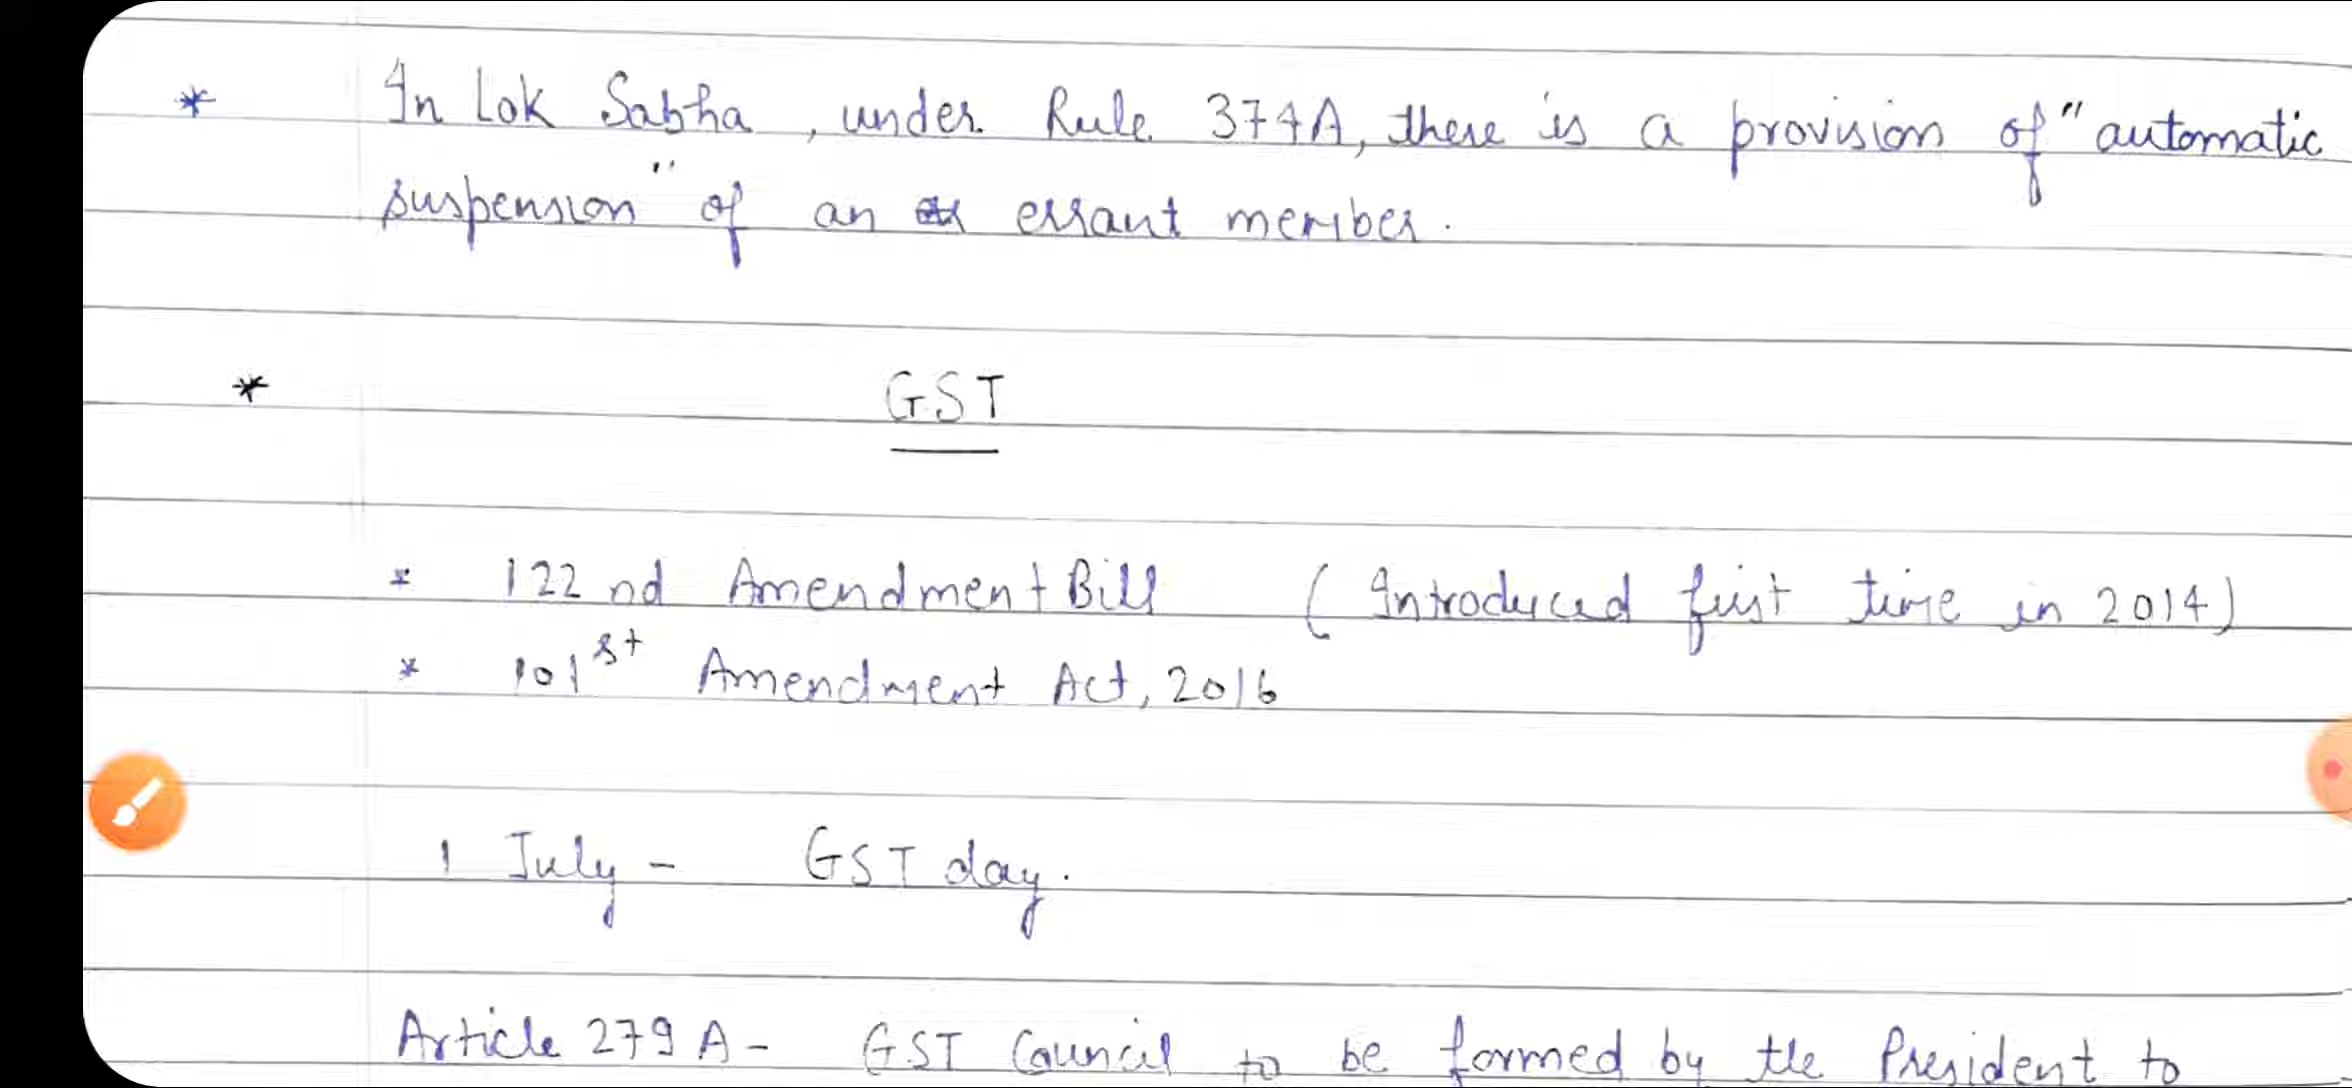 * In Lok Sabha, under Rule 374A, there is a provision of "automatic
suspension" of an errant member.
* GST
* 122nd Amendment Bill (Introduced first time in 2014)
* 101st Amendment Act, 2016
1 July - GST day.
Article 279A - GST Council to be formed by the President to